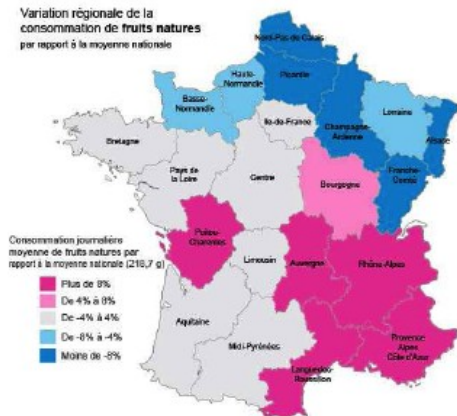 Variation régionale de la
consommation de fruits natures
par rapport à la moyenne nationale
Nord-Pas de Calais
Haute-Normandie
Picardie
Basse-Normandie
Lorraine
Ile-de-France
Champagne-Ardenne
Alsace
Bretagne
Pays de
la Loire
Centre
Bourgogne
Franche-Comté
Poitou-Charentes
Consommation journalière
moyenne de fruits natures par
rapport à la moyenne nationale (218,7 g)
Plus de 8%
De 4% à 8%
De -4% à 4%
De -8% à -4%
Moins de -8%
Limousin
Auvergne
Rhône-Alpes
Aquitaine
Midi-Pyrénées
Provence
Alpes
Côte d'Azur
Languedoc-Roussillon